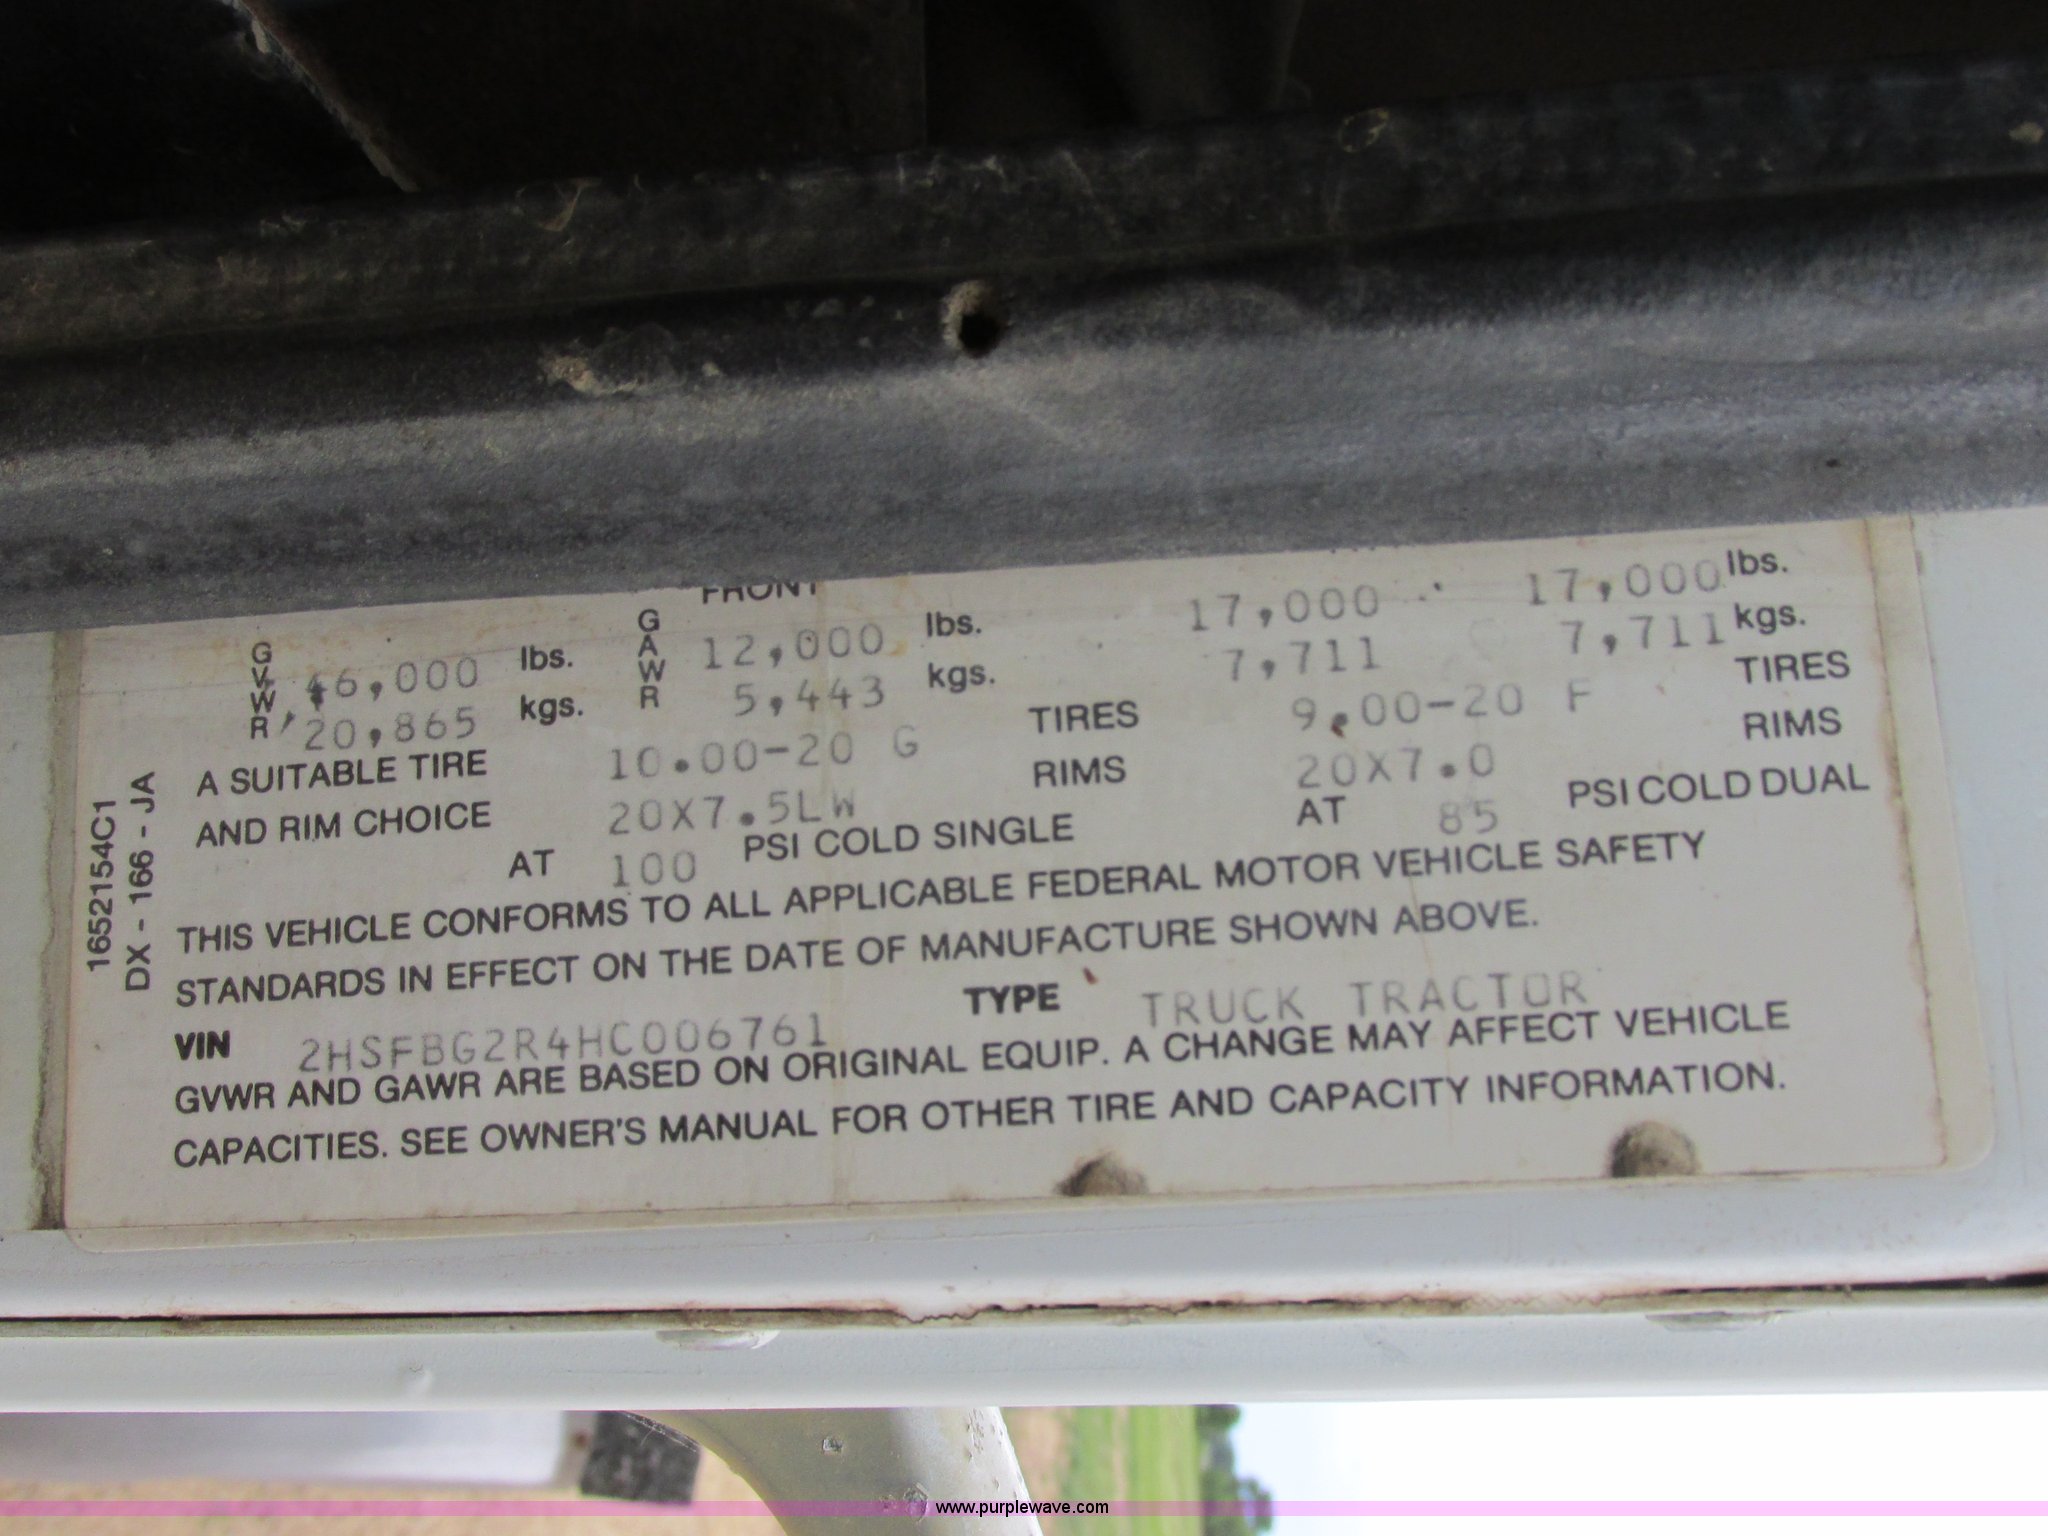 FRONT
GVWR 46,000 lbs. GAWR 12,000 lbs. 17,000 17,000 lbs.
20,865 kgs. 5,443 kgs. 7,711 7,711 kgs.
A SUITABLE TIRE 10.00-20 G TIRES 9.00-20 F TIRES
AND RIM CHOICE 20X7.5LW RIMS 20X7.0 RIMS
AT 100 PSI COLD SINGLE AT 85 PSI COLD DUAL
THIS VEHICLE CONFORMS TO ALL APPLICABLE FEDERAL MOTOR VEHICLE SAFETY
STANDARDS IN EFFECT ON THE DATE OF MANUFACTURE SHOWN ABOVE.
VIN 2HSFBG2R4HC006761 TYPE TRUCK TRACTOR
GVWR AND GAWR ARE BASED ON ORIGINAL EQUIP. A CHANGE MAY AFFECT VEHICLE
CAPACITIES. SEE OWNER'S MANUAL FOR OTHER TIRE AND CAPACITY INFORMATION.
1652154C1
DX - 166 - JA
www.purplewave.com